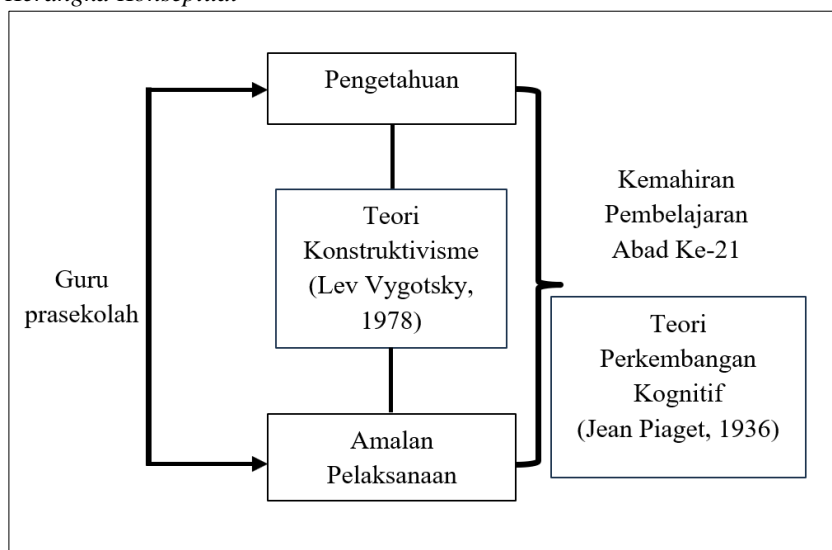 Kerangka Konseptual
Pengetahuan
Teori
Konstruktivisme
(Lev Vygotsky,
1978)
Guru
prasekolah
Amalan
Pelaksanaan
Kemahiran
Pembelajaran
Abad Ke-21
Teori
Perkembangan
Kognitif
(Jean Piaget, 1936)